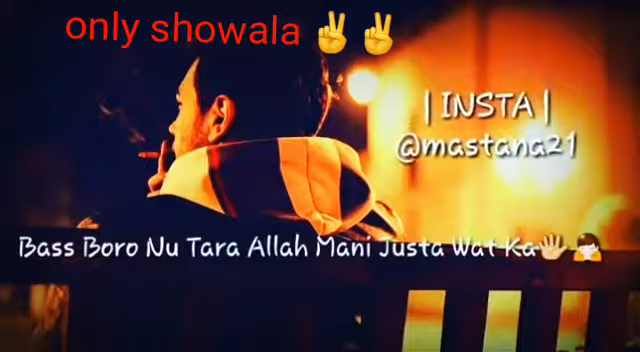 only showala ✌✌
| INSTA |
@mastana21
Bass Boro Nu Tara Allah Mani Justa Wat Ka🖐🙇